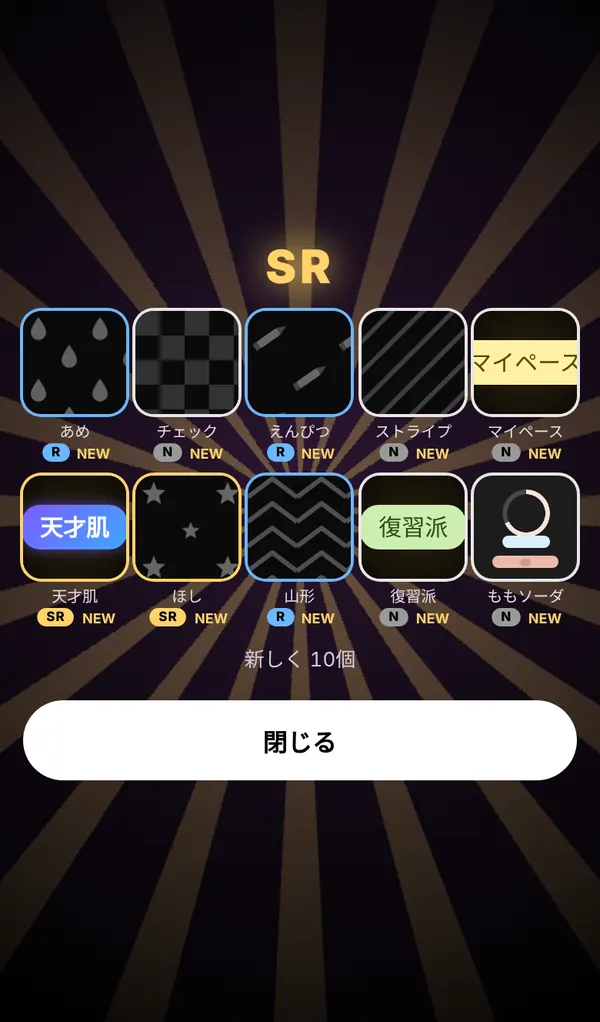 SR
マイペース
あめ チェック えんぴつ ストライプ マイペース
R NEW N NEW R NEW N NEW N NEW
天才肌 復習派
天才肌 ほし 山形 復習派 ももソーダ
SR NEW SR NEW R NEW N NEW N NEW
新しく 10個
閉じる